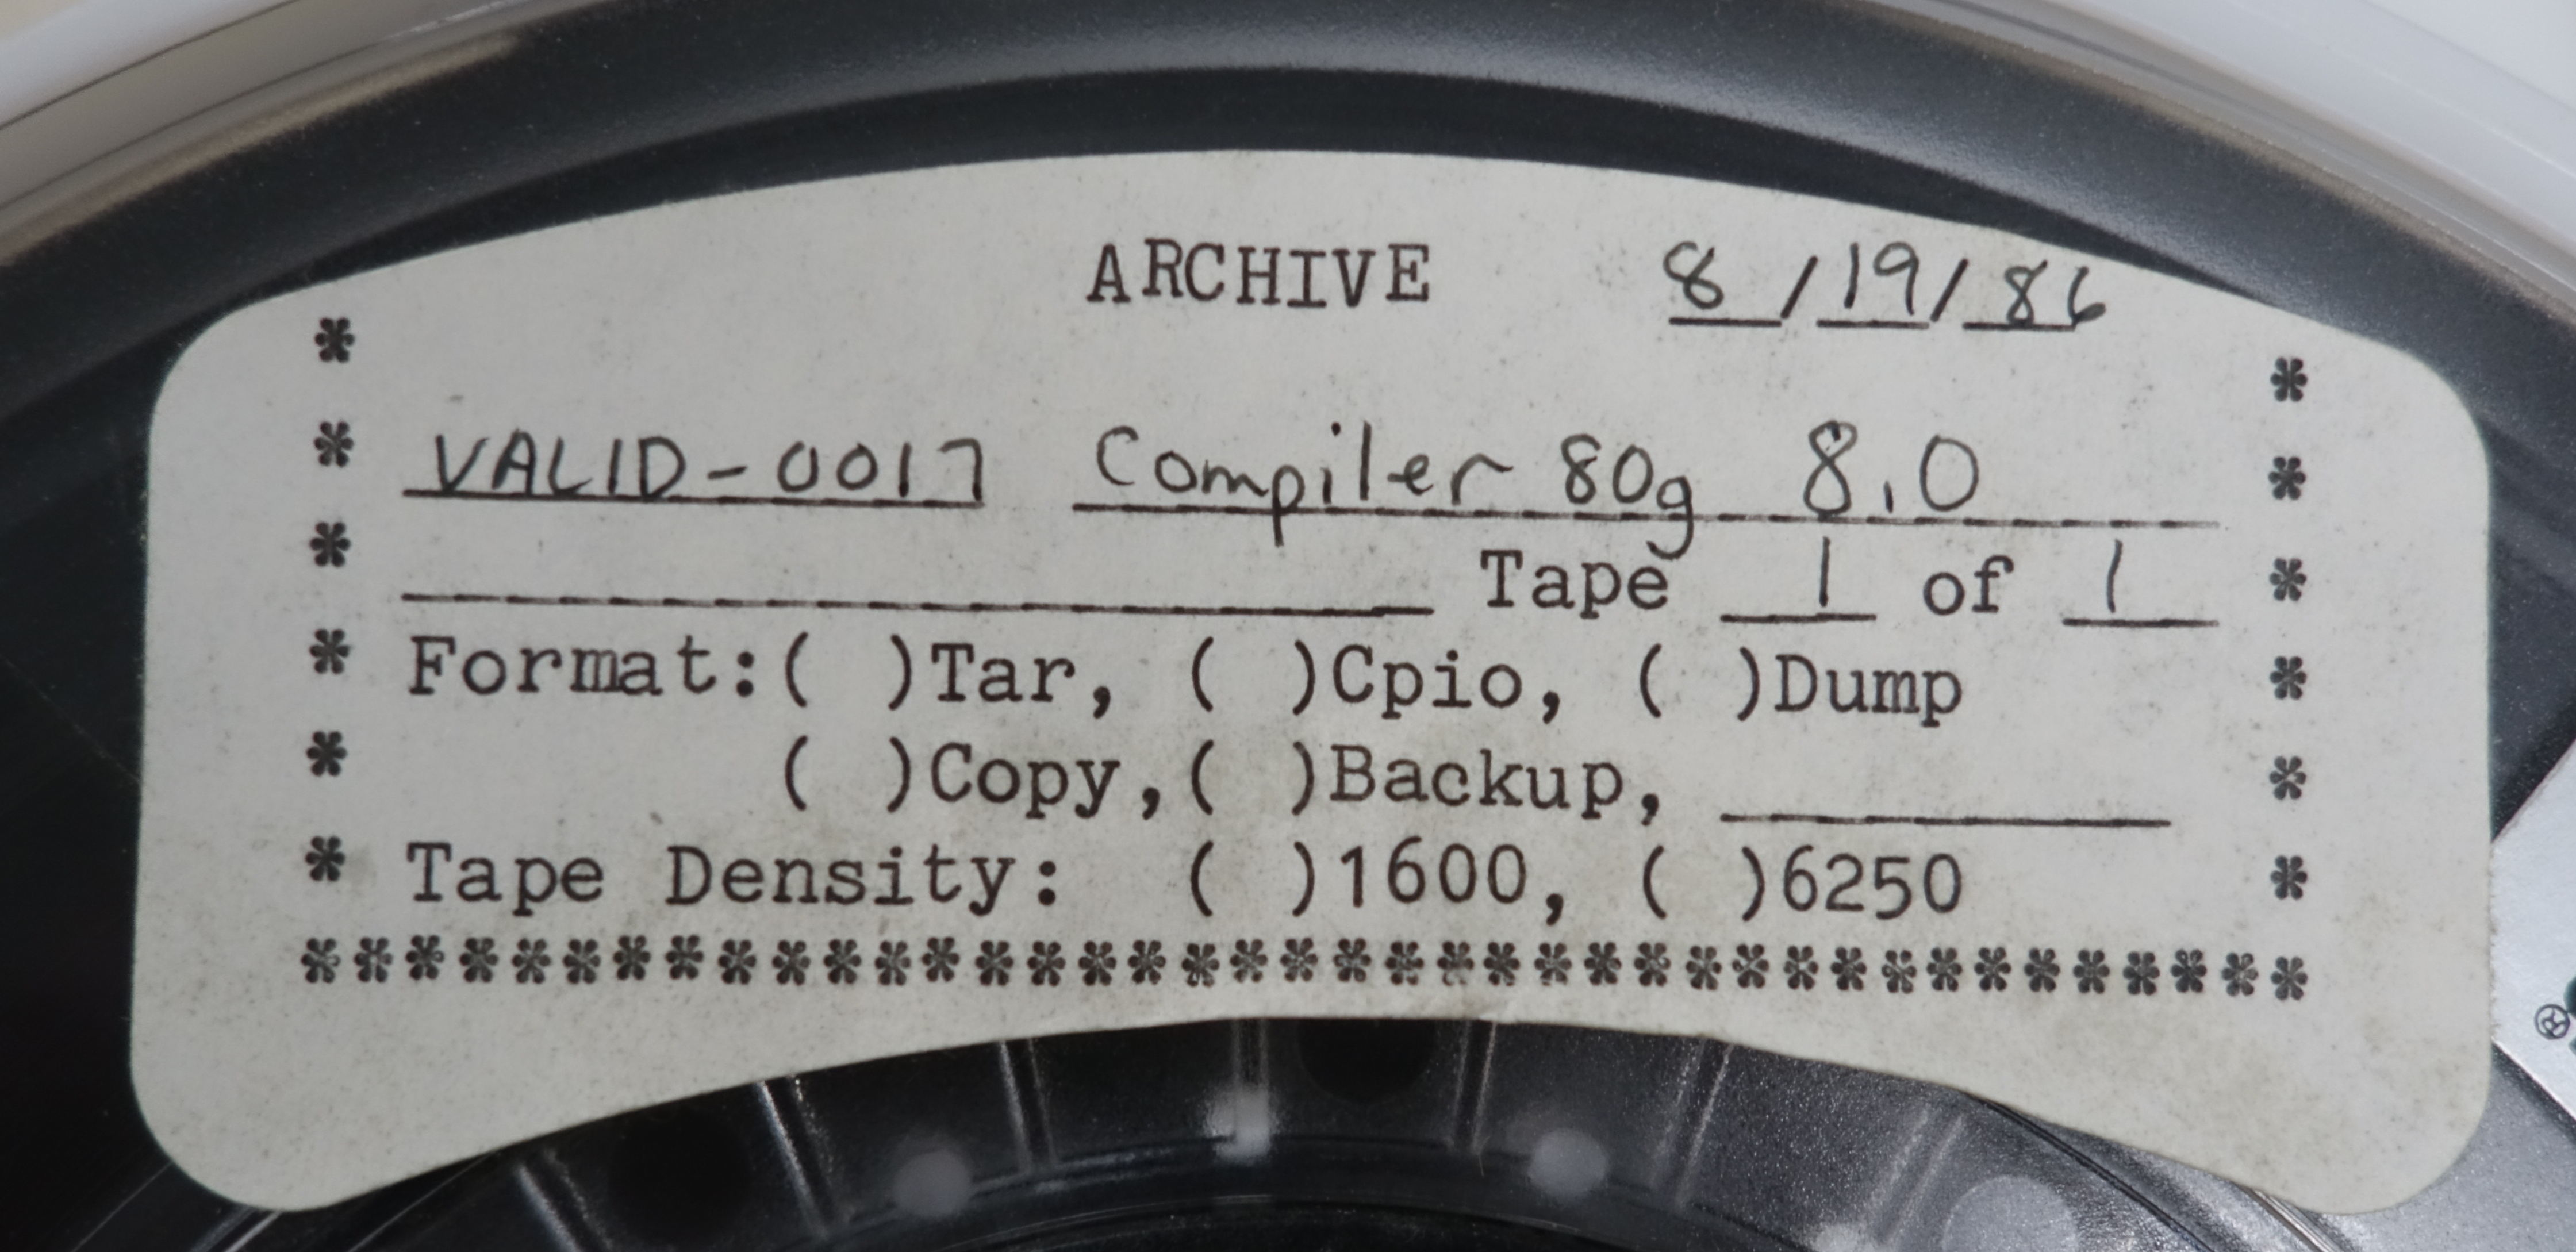 ARCHIVE 8/19/86
*
* VALID-0017 Compiler 80g 8.0 *
* Tape 1 of 1 *
* Format:( )Tar, ( )Cpio, ( )Dump *
* ( )Copy,( )Backup, ________ *
* Tape Density: ( )1600, ( )6250 *
***************************************
®